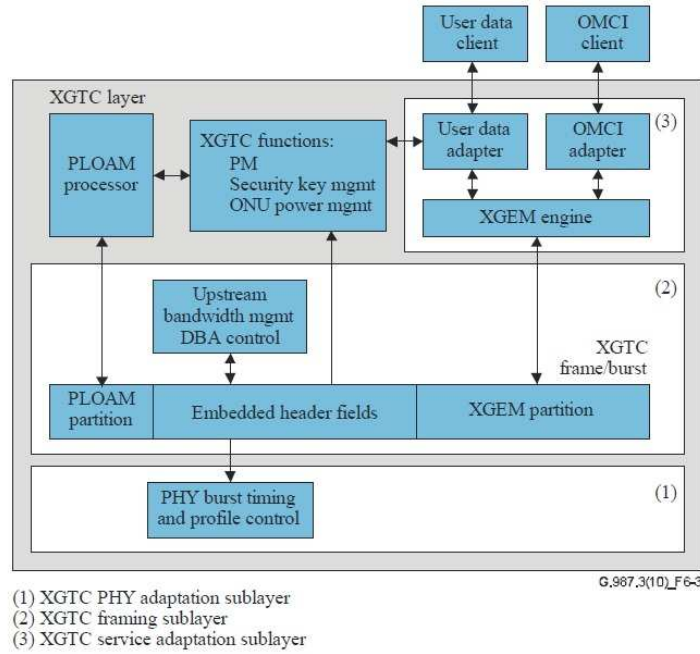 User data
client
OMCI
client
XGTC layer
(3)
PLOAM
processor
XGTC functions:
PM
Security key mgmt
ONU power mgmt
User data
adapter
OMCI
adapter
XGEM engine
(2)
Upstream
bandwidth mgmt
DBA control
XGTC
frame/burst
PLOAM
partition
Embedded header fields
XGEM partition
(1)
PHY burst timing
and profile control
G.987.3(10)_F6-3
(1) XGTC PHY adaptation sublayer
(2) XGTC framing sublayer
(3) XGTC service adaptation sublayer